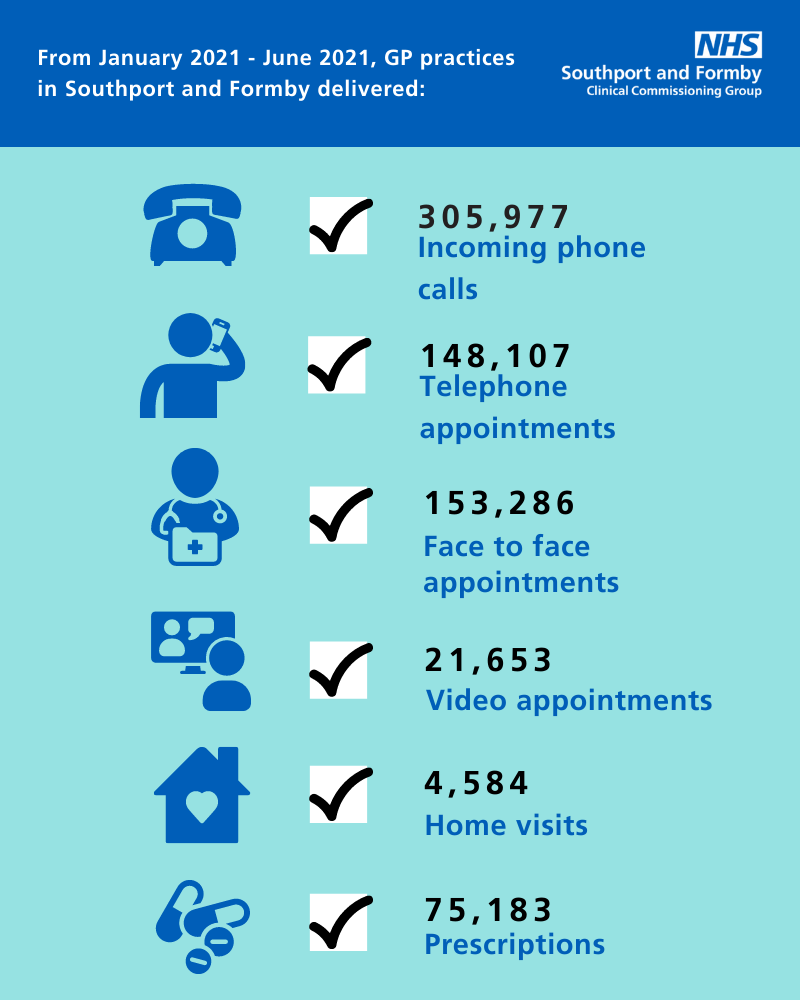 From January 2021 - June 2021, GP practices
in Southport and Formby delivered:
NHS
Southport and Formby
Clinical Commissioning Group
305,977
Incoming phone
calls
148,107
Telephone
appointments
153,286
Face to face
appointments
21,653
Video appointments
4,584
Home visits
75,183
Prescriptions